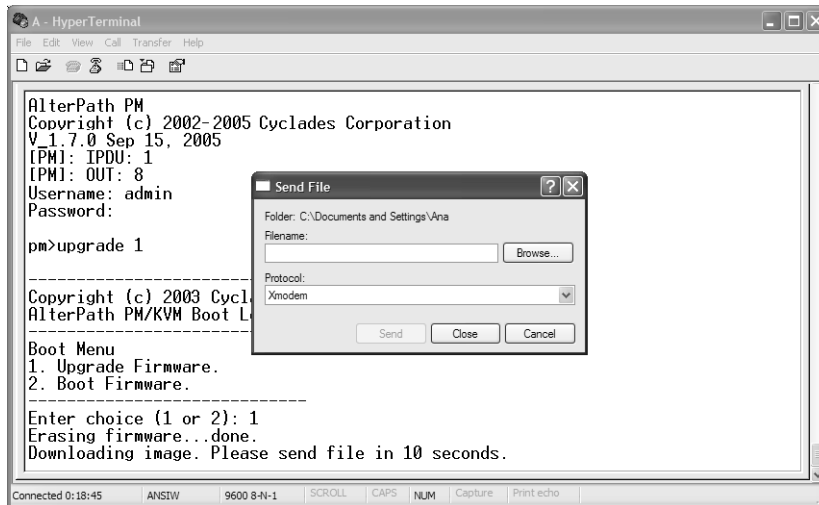 A - HyperTerminal
File Edit View Call Transfer Help
AlterPath PM
Copyright (c) 2002-2005 Cyclades Corporation
V_1.7.0 Sep 15, 2005
[PM]: IPDU: 1
[PM]: OUT: 8
Username: admin
Password:
pm>upgrade 1
Copyright (c) 2003 Cycl
AlterPath PM/KVM Boot L
Boot Menu
1. Upgrade Firmware.
2. Boot Firmware.
Enter choice (1 or 2): 1
Erasing firmware...done.
Downloading image. Please send file in 10 seconds.
Send File
Folder: C:\Documents and Settings\Ana
Filename:
Browse...
Protocol:
Xmodem
Send Close Cancel
Connected 0:18:45 ANSIW 9600 8-N-1 SCROLL CAPS NUM Capture Print echo